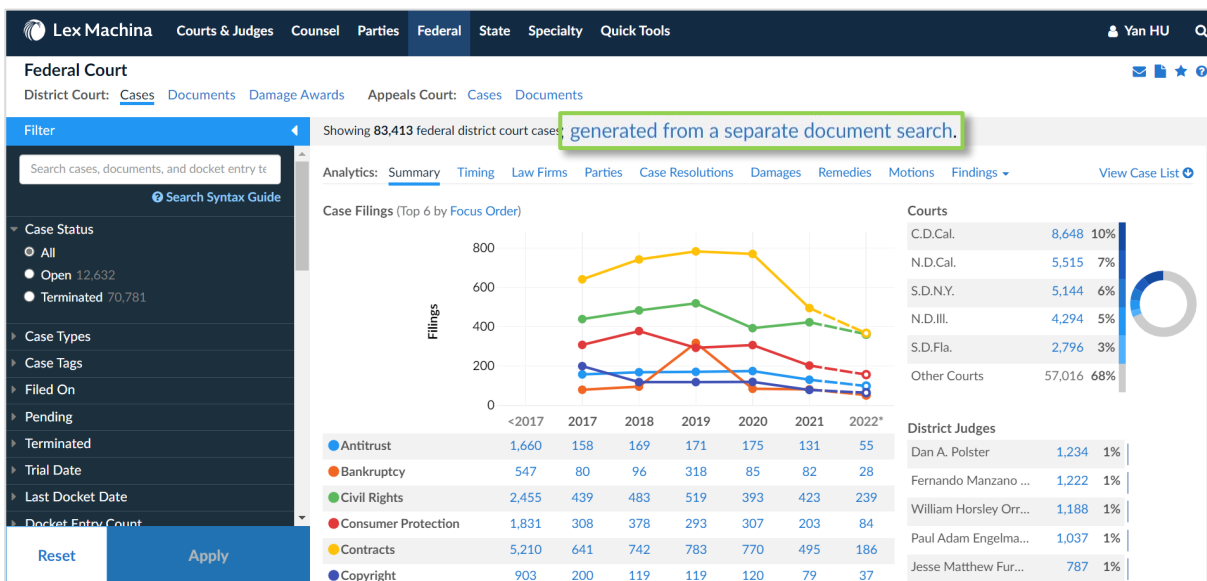 Lex Machina Courts & Judges Counsel Parties Federal State Specialty Quick Tools Yan HU
Federal Court
District Court: Cases Documents Damage Awards Appeals Court: Cases Documents
Filter
Search cases, documents, and docket entry te
Search Syntax Guide
Case Status
All
Open 12,632
Terminated 70,781
Case Types
Case Tags
Filed On
Pending
Terminated
Trial Date
Last Docket Date
Docket Entry Count
Reset Apply
Showing 83,413 federal district court cases, generated from a separate document search.
Analytics: Summary Timing Law Firms Parties Case Resolutions Damages Remedies Motions Findings View Case List
Case Filings (Top 6 by Focus Order)
Filings
800
600
400
200
0
<2017 2017 2018 2019 2020 2021 2022*
Antitrust 1,660 158 169 171 175 131 55
Bankruptcy 547 80 96 318 85 82 28
Civil Rights 2,455 439 483 519 393 423 239
Consumer Protection 1,831 308 378 293 307 203 84
Contracts 5,210 641 742 783 770 495 186
Copyright 903 200 119 119 120 79 37
Courts
C.D.Cal. 8,648 10%
N.D.Cal. 5,515 7%
S.D.N.Y. 5,144 6%
N.D.Ill. 4,294 5%
S.D.Fla. 2,796 3%
Other Courts 57,016 68%
District Judges
Dan A. Polster 1,234 1%
Fernando Manzano ... 1,222 1%
William Horsley Orr... 1,188 1%
Paul Adam Engelma... 1,037 1%
Jesse Matthew Fur... 787 1%